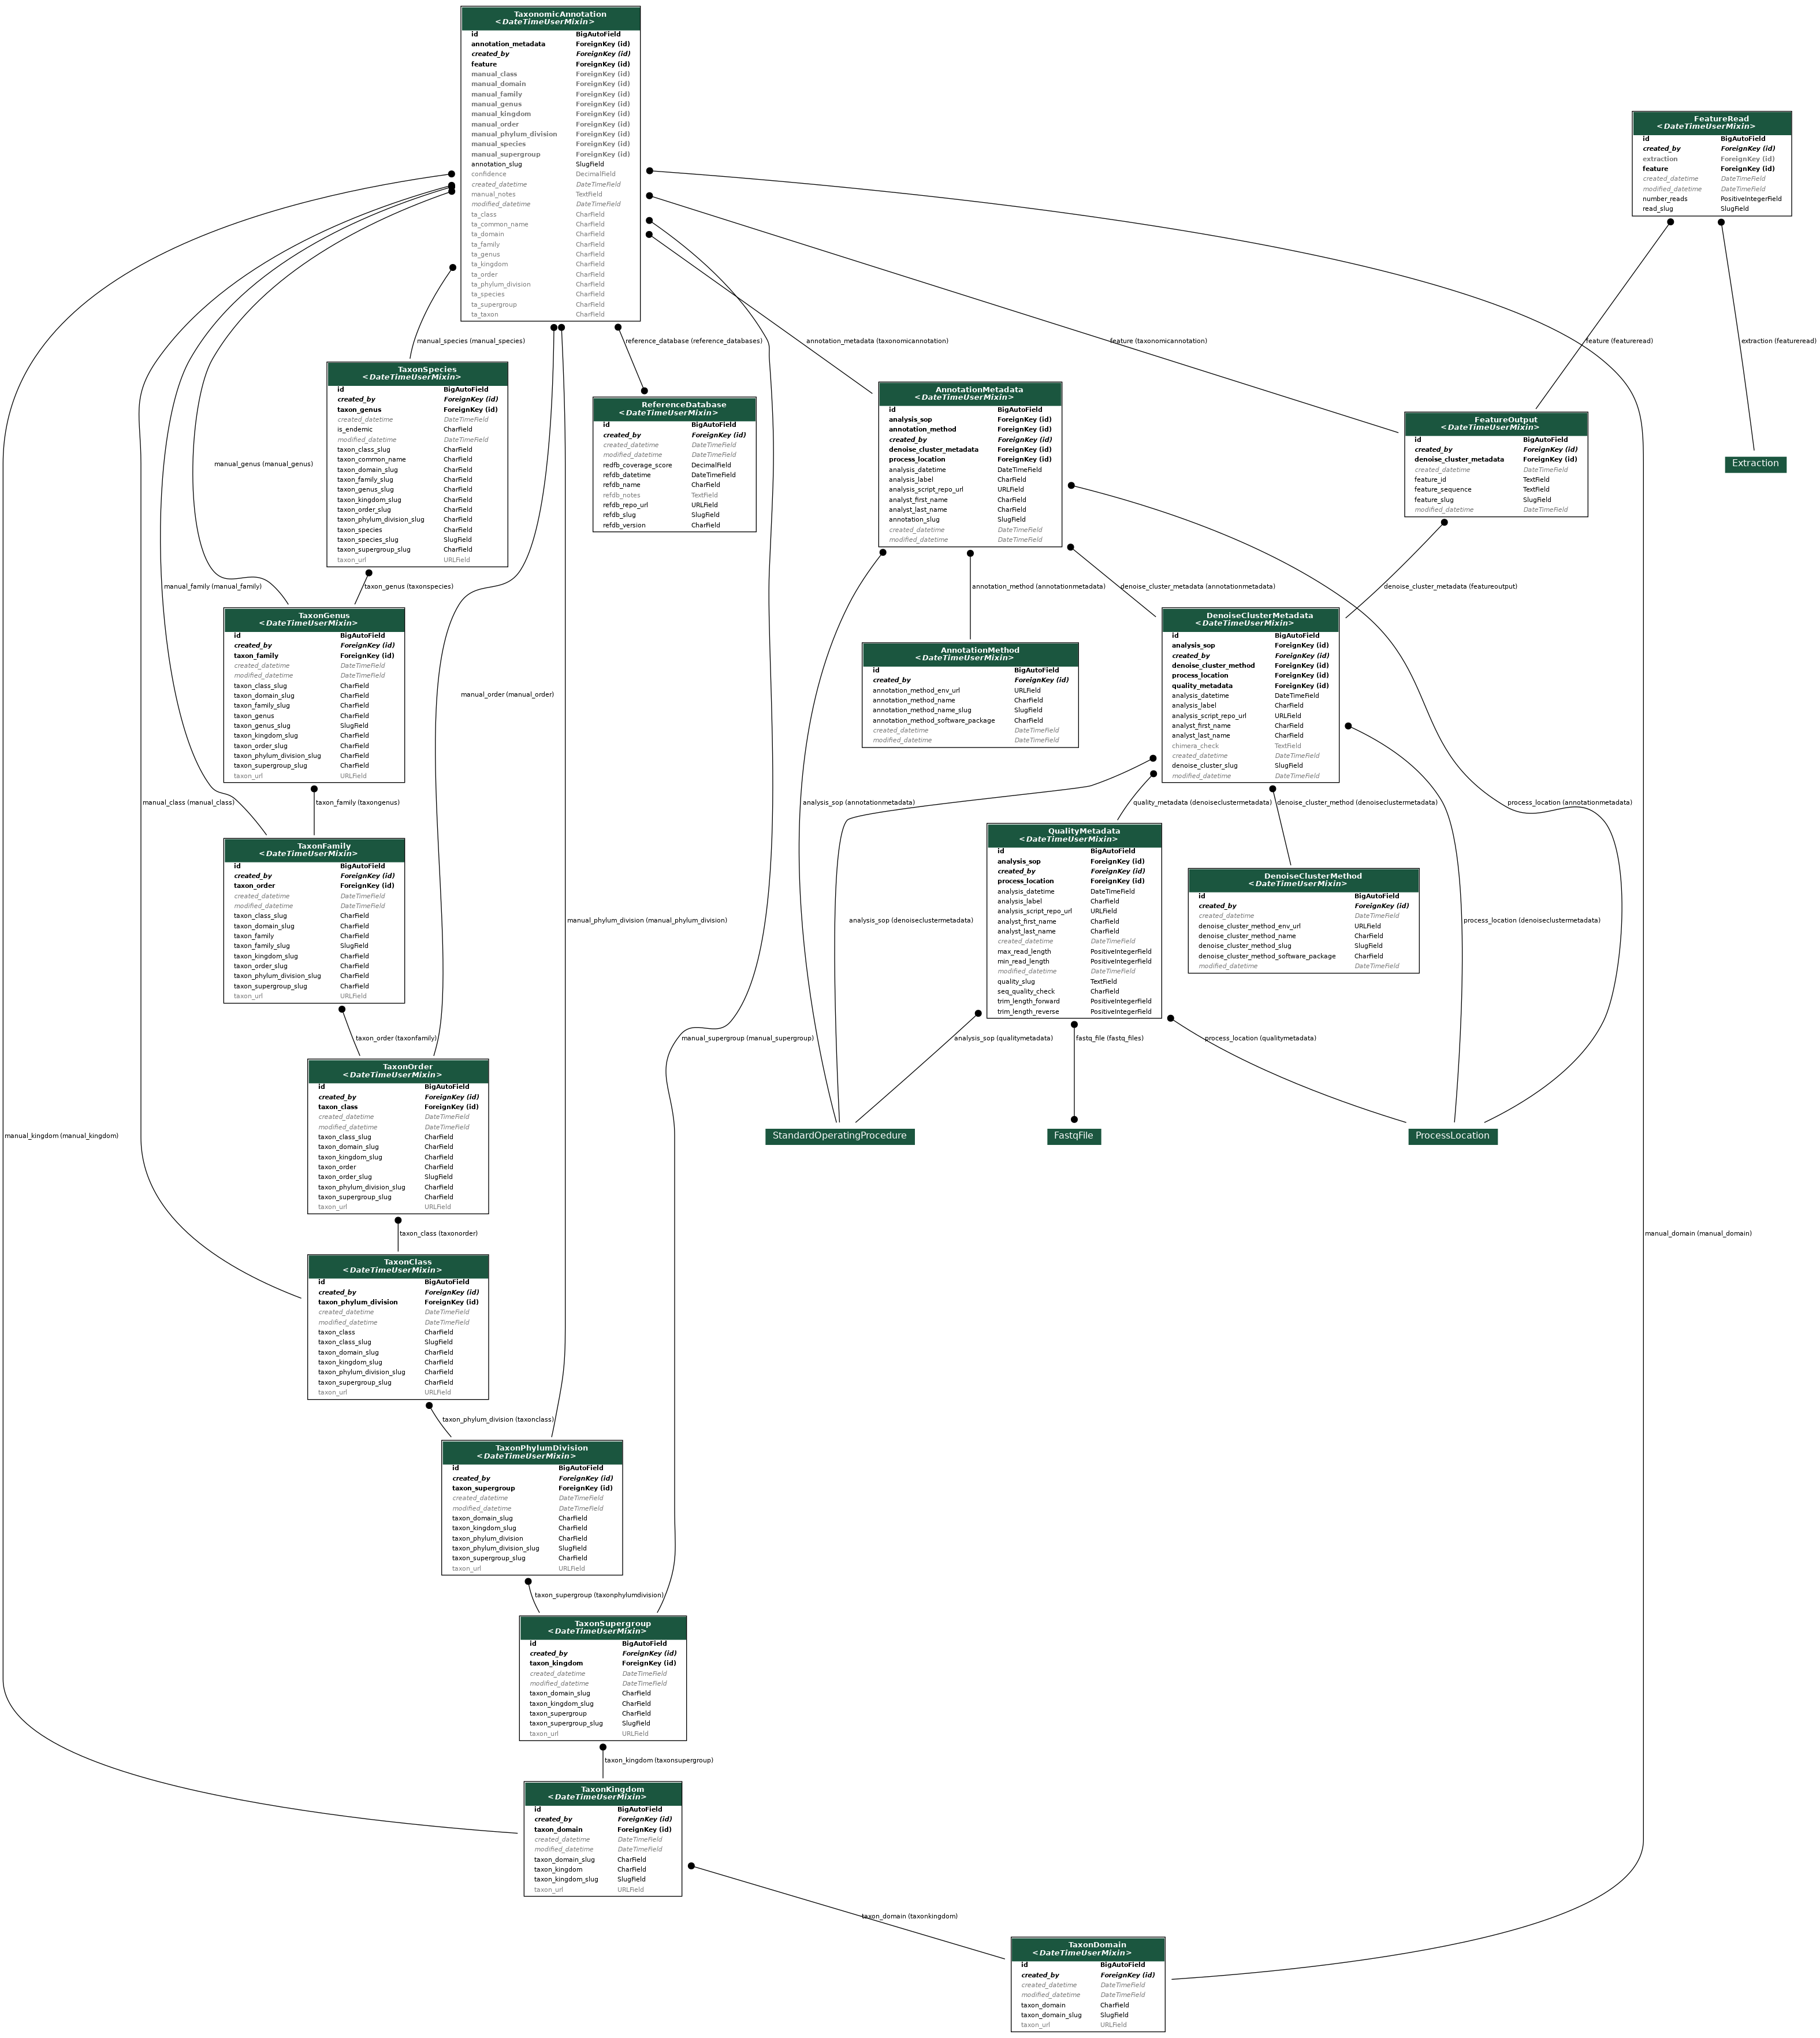 TaxonomicAnnotation
<DateTimeUserMixin>
id BigAutoField
annotation_metadata ForeignKey (id)
created_by ForeignKey (id)
feature ForeignKey (id)
manual_class ForeignKey (id)
manual_domain ForeignKey (id)
manual_family ForeignKey (id)
manual_genus ForeignKey (id)
manual_kingdom ForeignKey (id)
manual_order ForeignKey (id)
manual_phylum_division ForeignKey (id)
manual_species ForeignKey (id)
manual_supergroup ForeignKey (id)
annotation_slug SlugField
confidence DecimalField
created_datetime DateTimeField
manual_notes TextField
modified_datetime DateTimeField
ta_class CharField
ta_common_name CharField
ta_domain CharField
ta_family CharField
ta_genus CharField
ta_kingdom CharField
ta_order CharField
ta_phylum_division CharField
ta_species CharField
ta_supergroup CharField
ta_taxon CharField
FeatureRead
<DateTimeUserMixin>
id BigAutoField
created_by ForeignKey (id)
extraction ForeignKey (id)
feature ForeignKey (id)
created_datetime DateTimeField
modified_datetime DateTimeField
number_reads PositiveIntegerField
read_slug SlugField
manual_species (manual_species)
reference_database (reference_databases)
annotation_metadata (taxonomicannotation)
feature (taxonomicannotation)
feature (featureread)
extraction (featureread)
TaxonSpecies
<DateTimeUserMixin>
id BigAutoField
created_by ForeignKey (id)
taxon_genus ForeignKey (id)
created_datetime DateTimeField
is_endemic CharField
modified_datetime DateTimeField
taxon_class_slug CharField
taxon_common_name CharField
taxon_domain_slug CharField
taxon_family_slug CharField
taxon_genus_slug CharField
taxon_kingdom_slug CharField
taxon_order_slug CharField
taxon_phylum_division_slug CharField
taxon_species CharField
taxon_species_slug SlugField
taxon_supergroup_slug CharField
taxon_url URLField
ReferenceDatabase
<DateTimeUserMixin>
id BigAutoField
created_by ForeignKey (id)
created_datetime DateTimeField
modified_datetime DateTimeField
redfb_coverage_score DecimalField
refdb_datetime DateTimeField
refdb_name CharField
refdb_notes TextField
refdb_repo_url URLField
refdb_slug SlugField
refdb_version CharField
AnnotationMetadata
<DateTimeUserMixin>
id BigAutoField
analysis_sop ForeignKey (id)
annotation_method ForeignKey (id)
created_by ForeignKey (id)
denoise_cluster_metadata ForeignKey (id)
process_location ForeignKey (id)
analysis_datetime DateTimeField
analysis_label CharField
analysis_script_repo_url URLField
analyst_first_name CharField
analyst_last_name CharField
annotation_slug SlugField
created_datetime DateTimeField
modified_datetime DateTimeField
FeatureOutput
<DateTimeUserMixin>
id BigAutoField
created_by ForeignKey (id)
denoise_cluster_metadata ForeignKey (id)
created_datetime DateTimeField
feature_id TextField
feature_sequence TextField
feature_slug SlugField
modified_datetime DateTimeField
Extraction
manual_genus (manual_genus)
manual_family (manual_family)
taxon_genus (taxonspecies)
annotation_method (annotationmetadata)
denoise_cluster_metadata (annotationmetadata)
denoise_cluster_metadata (featureoutput)
TaxonGenus
<DateTimeUserMixin>
id BigAutoField
created_by ForeignKey (id)
taxon_family ForeignKey (id)
created_datetime DateTimeField
modified_datetime DateTimeField
taxon_class_slug CharField
taxon_domain_slug CharField
taxon_family_slug CharField
taxon_genus CharField
taxon_genus_slug SlugField
taxon_kingdom_slug CharField
taxon_order_slug CharField
taxon_phylum_division_slug CharField
taxon_supergroup_slug CharField
taxon_url URLField
manual_order (manual_order)
AnnotationMethod
<DateTimeUserMixin>
id BigAutoField
created_by ForeignKey (id)
annotation_method_env_url URLField
annotation_method_name CharField
annotation_method_name_slug SlugField
annotation_method_software_package CharField
created_datetime DateTimeField
modified_datetime DateTimeField
DenoiseClusterMetadata
<DateTimeUserMixin>
id BigAutoField
analysis_sop ForeignKey (id)
created_by ForeignKey (id)
denoise_cluster_method ForeignKey (id)
process_location ForeignKey (id)
quality_metadata ForeignKey (id)
analysis_datetime DateTimeField
analysis_label CharField
analysis_script_repo_url URLField
analyst_first_name CharField
analyst_last_name CharField
chimera_check TextField
created_datetime DateTimeField
denoise_cluster_slug SlugField
modified_datetime DateTimeField
manual_class (manual_class)
taxon_family (taxongenus)
analysis_sop (annotationmetadata)
quality_metadata (denoiseclustermetadata)
denoise_cluster_method (denoiseclustermetadata)
process_location (annotationmetadata)
TaxonFamily
<DateTimeUserMixin>
id BigAutoField
created_by ForeignKey (id)
taxon_order ForeignKey (id)
created_datetime DateTimeField
modified_datetime DateTimeField
taxon_class_slug CharField
taxon_domain_slug CharField
taxon_family CharField
taxon_family_slug SlugField
taxon_kingdom_slug CharField
taxon_order_slug CharField
taxon_phylum_division_slug CharField
taxon_supergroup_slug CharField
taxon_url URLField
manual_phylum_division (manual_phylum_division)
analysis_sop (denoiseclustermetadata)
QualityMetadata
<DateTimeUserMixin>
id BigAutoField
analysis_sop ForeignKey (id)
created_by ForeignKey (id)
process_location ForeignKey (id)
analysis_datetime DateTimeField
analysis_label CharField
analysis_script_repo_url URLField
analyst_first_name CharField
analyst_last_name CharField
created_datetime DateTimeField
max_read_length PositiveIntegerField
min_read_length PositiveIntegerField
modified_datetime DateTimeField
quality_slug TextField
seq_quality_check CharField
trim_length_forward PositiveIntegerField
trim_length_reverse PositiveIntegerField
DenoiseClusterMethod
<DateTimeUserMixin>
id BigAutoField
created_by ForeignKey (id)
created_datetime DateTimeField
denoise_cluster_method_env_url URLField
denoise_cluster_method_name CharField
denoise_cluster_method_slug SlugField
denoise_cluster_method_software_package CharField
modified_datetime DateTimeField
process_location (denoiseclustermetadata)
taxon_order (taxonfamily)
manual_supergroup (manual_supergroup)
analysis_sop (qualitymetadata)
fastq_file (fastq_files)
process_location (qualitymetadata)
TaxonOrder
<DateTimeUserMixin>
id BigAutoField
created_by ForeignKey (id)
taxon_class ForeignKey (id)
created_datetime DateTimeField
modified_datetime DateTimeField
taxon_class_slug CharField
taxon_domain_slug CharField
taxon_kingdom_slug CharField
taxon_order CharField
taxon_order_slug SlugField
taxon_phylum_division_slug CharField
taxon_supergroup_slug CharField
taxon_url URLField
manual_kingdom (manual_kingdom)
StandardOperatingProcedure
FastqFile
ProcessLocation
taxon_class (taxonorder)
manual_domain (manual_domain)
TaxonClass
<DateTimeUserMixin>
id BigAutoField
created_by ForeignKey (id)
taxon_phylum_division ForeignKey (id)
created_datetime DateTimeField
modified_datetime DateTimeField
taxon_class CharField
taxon_class_slug SlugField
taxon_domain_slug CharField
taxon_kingdom_slug CharField
taxon_phylum_division_slug CharField
taxon_supergroup_slug CharField
taxon_url URLField
taxon_phylum_division (taxonclass)
TaxonPhylumDivision
<DateTimeUserMixin>
id BigAutoField
created_by ForeignKey (id)
taxon_supergroup ForeignKey (id)
created_datetime DateTimeField
modified_datetime DateTimeField
taxon_domain_slug CharField
taxon_kingdom_slug CharField
taxon_phylum_division CharField
taxon_phylum_division_slug SlugField
taxon_supergroup_slug CharField
taxon_url URLField
taxon_supergroup (taxonphylumdivision)
TaxonSupergroup
<DateTimeUserMixin>
id BigAutoField
created_by ForeignKey (id)
taxon_kingdom ForeignKey (id)
created_datetime DateTimeField
modified_datetime DateTimeField
taxon_domain_slug CharField
taxon_kingdom_slug CharField
taxon_supergroup CharField
taxon_supergroup_slug SlugField
taxon_url URLField
taxon_kingdom (taxonsupergroup)
TaxonKingdom
<DateTimeUserMixin>
id BigAutoField
created_by ForeignKey (id)
taxon_domain ForeignKey (id)
created_datetime DateTimeField
modified_datetime DateTimeField
taxon_domain_slug CharField
taxon_kingdom CharField
taxon_kingdom_slug SlugField
taxon_url URLField
taxon_domain (taxonkingdom)
TaxonDomain
<DateTimeUserMixin>
id BigAutoField
created_by ForeignKey (id)
created_datetime DateTimeField
modified_datetime DateTimeField
taxon_domain CharField
taxon_domain_slug SlugField
taxon_url URLField